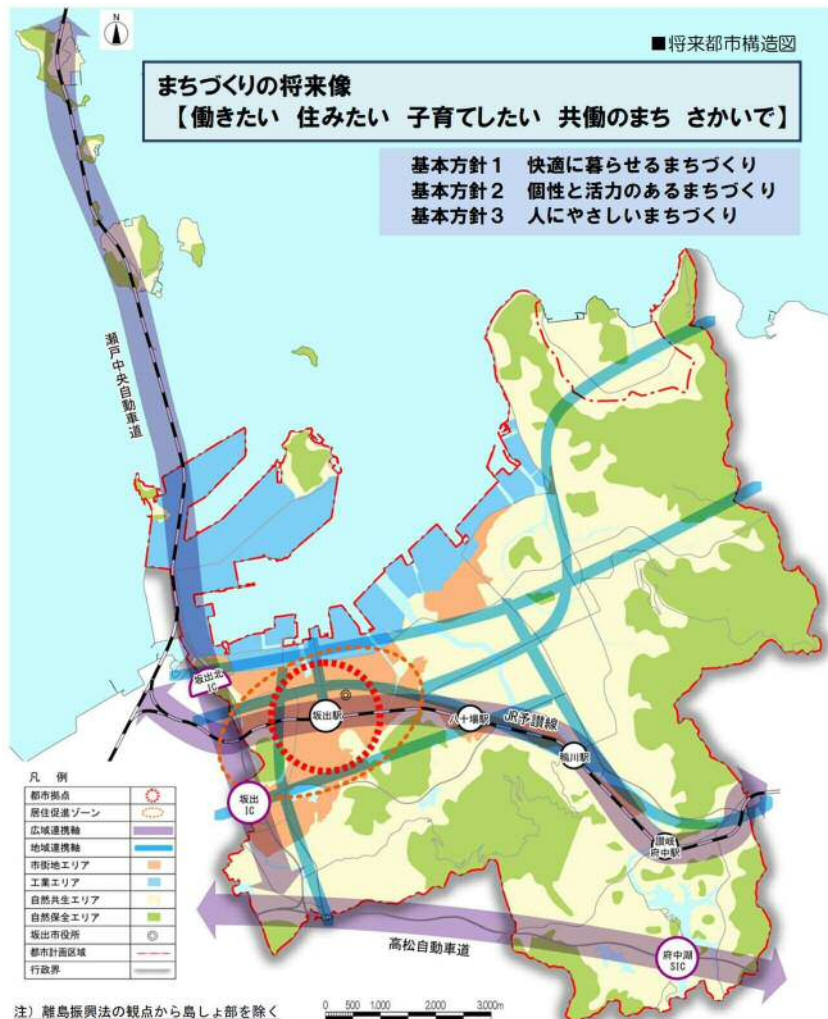 N
■将来都市構造図
まちづくりの将来像
【働きたい 住みたい 子育てしたい 共働のまち さかいで】
基本方針1 快適に暮らせるまちづくり
基本方針2 個性と活力のあるまちづくり
基本方針3 人にやさしいまちづくり
瀬戸中央自動車道
坂出北
IC
坂出駅
八十場駅
JR予讃線
鴨川駅
坂出
IC
讃岐
府中駅
高松自動車道
府中湖
SIC
凡 例
都市拠点
居住促進ゾーン
広域連携軸
地域連携軸
市街地エリア
工業エリア
自然共生エリア
自然保全エリア
坂出市役所
都市計画区域
行政界
注）離島振興法の観点から島しょ部を除く
0 500 1,000 2,000 3,000m